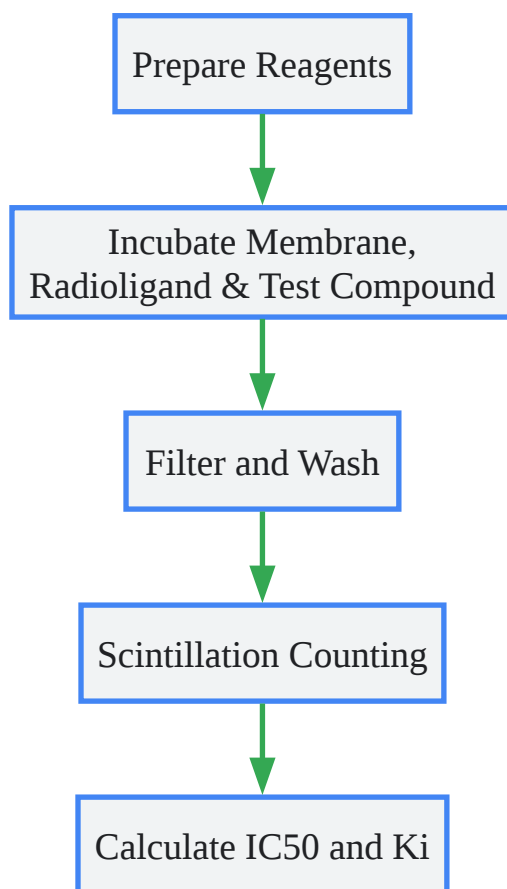 Prepare Reagents
Incubate Membrane,
Radioligand & Test Compound
Filter and Wash
Scintillation Counting
Calculate IC50 and Ki